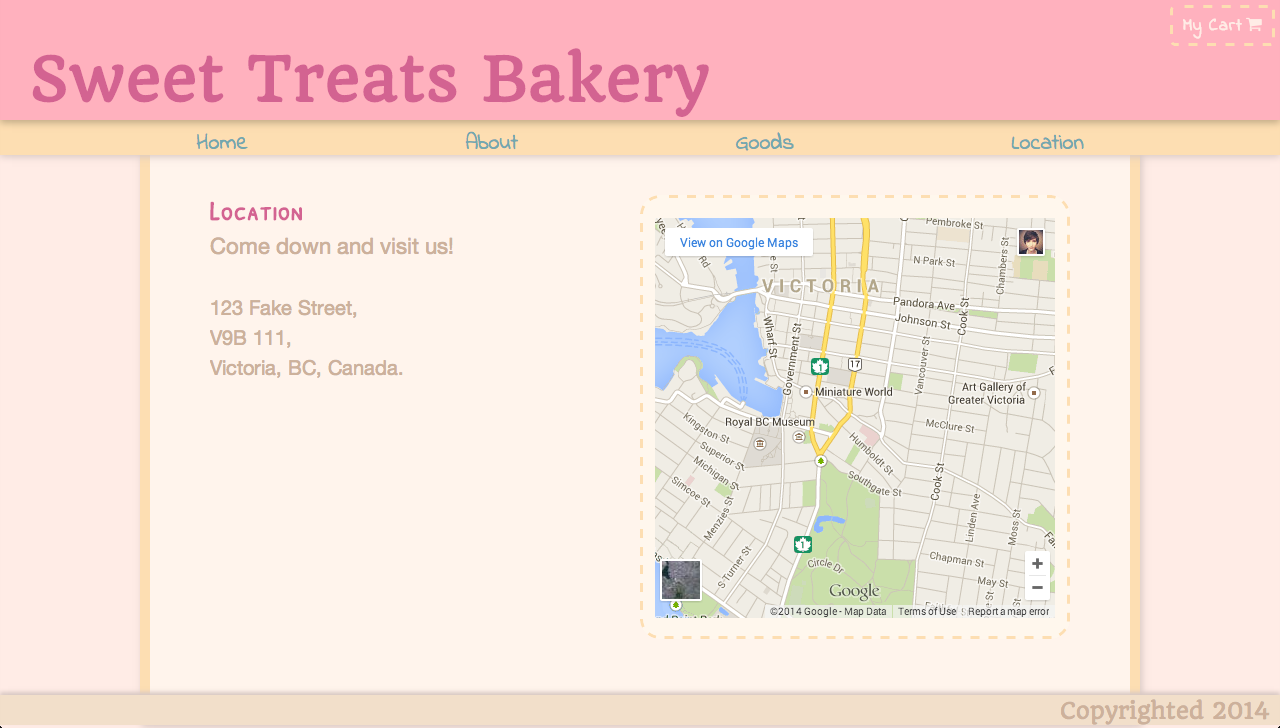 My Cart
Sweet Treats Bakery
Home About Goods Location
Location
Come down and visit us!
123 Fake Street,
V9B 111,
Victoria, BC, Canada.
View on Google Maps
Pembroke St
Chambers St
N Park St
VICTORIA
Pandora Ave
Johnson St
Cook St
Wharf St
Government St
Vancouver St
1
17
Miniature World
Art Gallery of
Greater Victoria
Royal BC Museum
Kingston St
McClure St
Superior St
Humboldt St
Michigan St
Southgate St
Cook St
Simcoe St
Menzies St
Linden Ave
Moss St
1
S Turner St
Circle Dr
Chapman St
May St
Google
©2014 Google - Map Data Terms of Use Report a map error
Copyrighted 2014